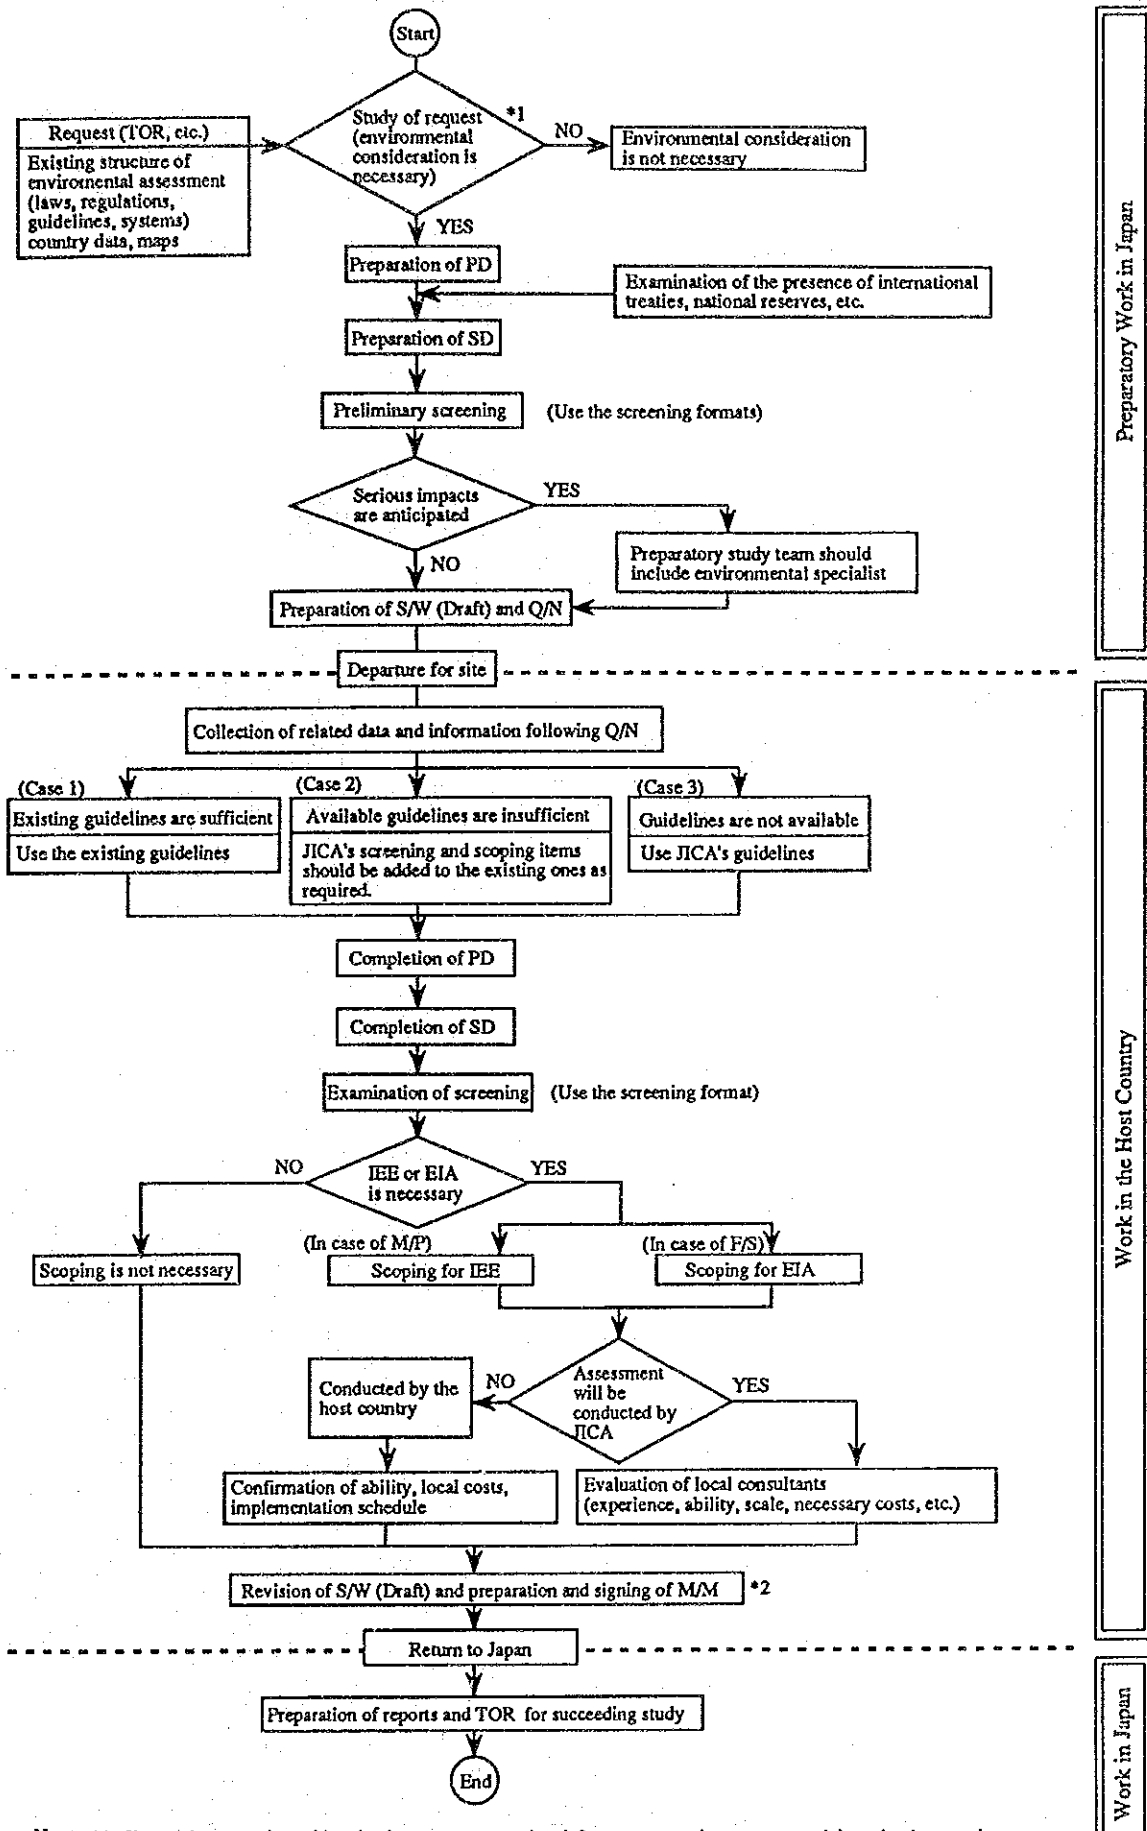 Start
Study of request *1
(environmental
consideration is
necessary)
Request (TOR, etc.)
Existing structure of
enviromental assessment
(laws, regulations,
guidelines, systems)
country data, maps
NO
Environmental consideration
is not necessary
YES
Preparation of PD
Examination of the presence of international
treaties, national reserves, etc.
Preparation of SD
Preliminary screening
(Use the screening formats)
Serious impacts
are anticipated
YES
NO
Preparatory study team should
include environmental specialist
Preparation of S/W (Draft) and Q/N
Departure for site
Preparatory Work in Japan
Collection of related data and information following Q/N
(Case 1)
Existing guidelines are sufficient
Use the existing guidelines
(Case 2)
Available guidelines are insufficient
JICA's screening and scoping items
should be added to the existing ones as
required.
(Case 3)
Guidelines are not available
Use JICA's guidelines
Completion of PD
Completion of SD
Examination of screening
(Use the screening format)
IEE or EIA
is necessary
NO
YES
Scoping is not necessary
(In case of M/P)
Scoping for IEE
(In case of F/S)
Scoping for EIA
Assessment
will be
conducted by
JICA
NO
YES
Conducted by the
host country
Confirmation of ability, local costs,
implementation schedule
Evaluation of local consultants
(experience, ability, scale, necessary costs, etc.)
Revision of S/W (Draft) and preparation and signing of M/M *2
Work in the Host Country
Return to Japan
Preparation of reports and TOR for succeeding study
End
Work in Japan